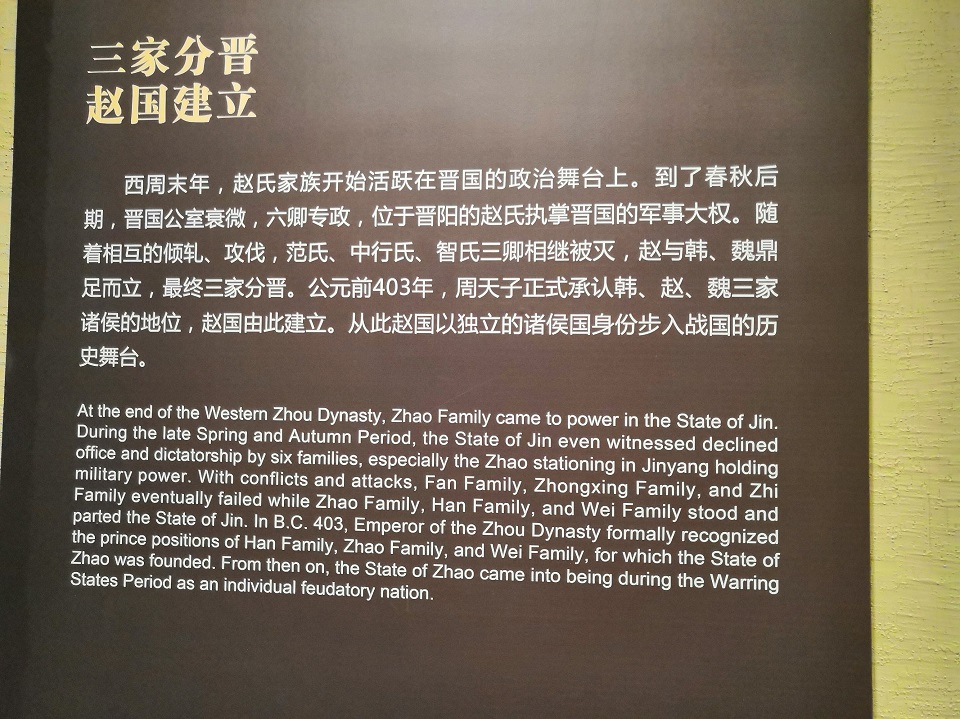 三家分晋
赵国建立
西周末年，赵氏家族开始活跃在晋国的政治舞台上。到了春秋后
期，晋国公室衰微，六卿专政，位于晋阳的赵氏执掌晋国的军事大权。随
着相互的倾轧、攻伐，范氏、中行氏、智氏三卿相继被灭，赵与韩、魏鼎
足而立，最终三家分晋。公元前403年，周天子正式承认韩、赵、魏三家
诸侯的地位，赵国由此建立。从此赵国以独立的诸侯国身份步入战国的历
史舞台。
At the end of the Western Zhou Dynasty, Zhao Family came to power in the State of Jin.
During the late Spring and Autumn Period, the State of Jin even witnessed declined
office and dictatorship by six families, especially the Zhao stationing in Jinyang holding
military power. With conflicts and attacks, Fan Family, Zhongxing Family, and Zhi
Family eventually failed while Zhao Family, Han Family, and Wei Family stood and
parted the State of Jin. In B.C. 403, Emperor of the Zhou Dynasty formally recognized
the prince positions of Han Family, Zhao Family, and Wei Family, for which the State of
Zhao was founded. From then on, the State of Zhao came into being during the Warring
States Period as an individual feudatory nation.